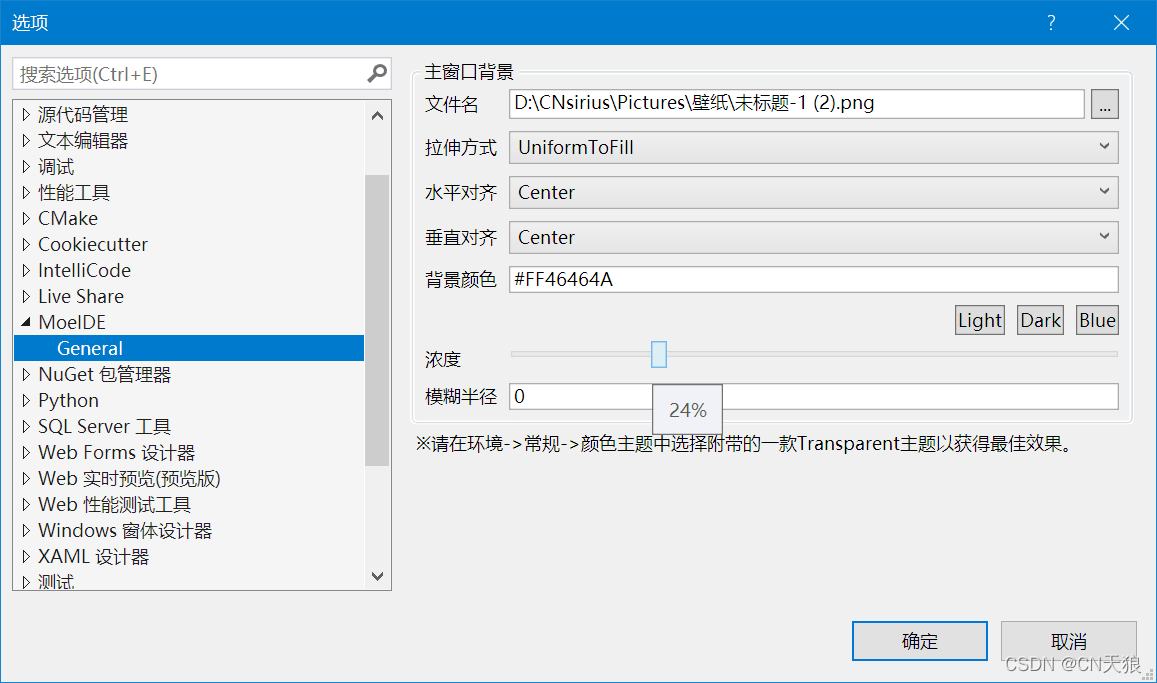 选项
?
搜索选项(Ctrl+E)
源代码管理
文本编辑器
调试
性能工具
CMake
Cookiecutter
IntelliCode
Live Share
MoeIDE
General
NuGet 包管理器
Python
SQL Server 工具
Web Forms 设计器
Web 实时预览(预览版)
Web 性能测试工具
Windows 窗体设计器
XAML 设计器
测试
主窗口背景
文件名 D:\CNsirius\Pictures\壁纸\未标题-1 (2).png ...
拉伸方式 UniformToFill
水平对齐 Center
垂直对齐 Center
背景颜色 #FF46464A
Light Dark Blue
浓度
模糊半径 0
24%
※请在环境->常规->颜色主题中选择附带的一款Transparent主题以获得最佳效果。
确定 取消
CSDN @CN天狼